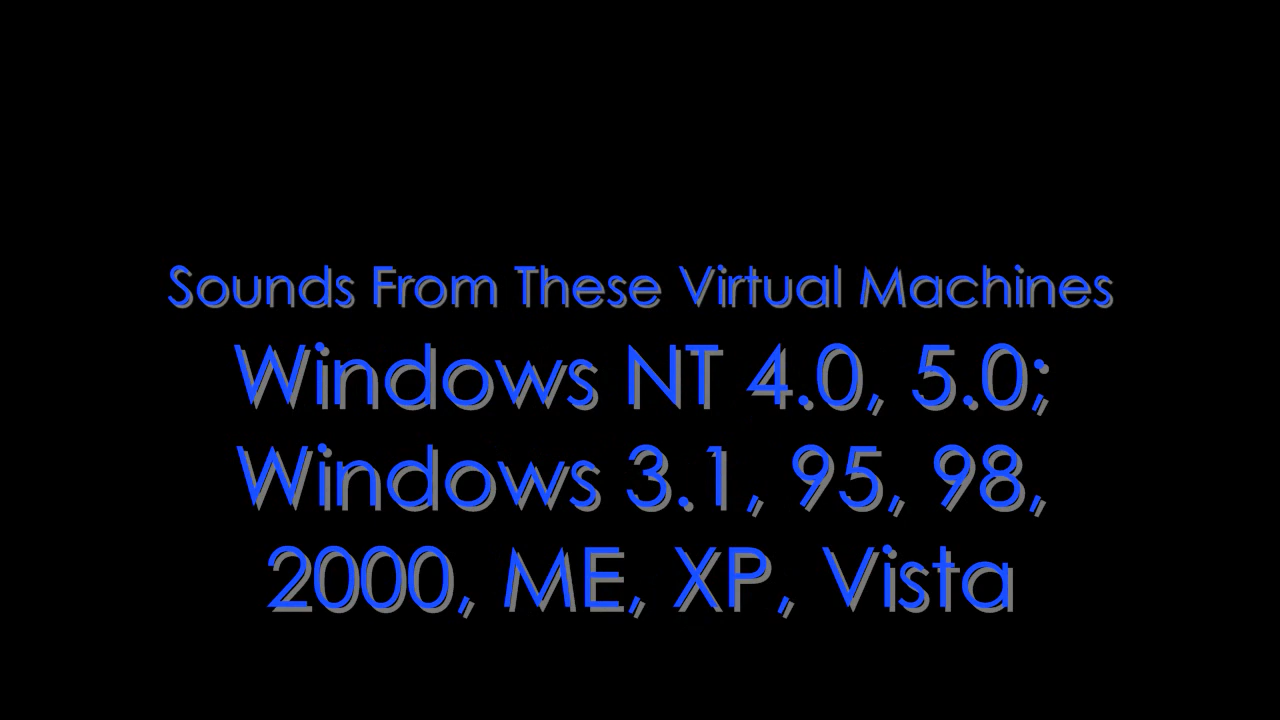 Sounds From These Virtual Machines
Windows NT 4.0, 5.0;
Windows 3.1, 95, 98,
2000, ME, XP, Vista